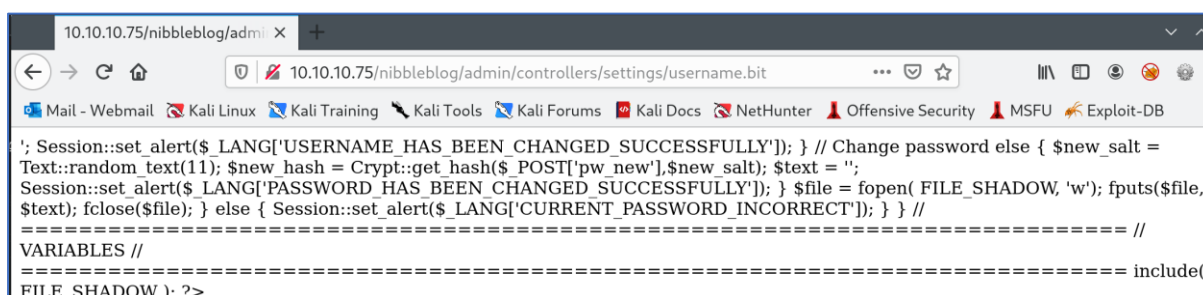 10.10.10.75/nibbleblog/admi
10.10.10.75/nibbleblog/admin/controllers/settings/username.bit
Mail - Webmail Kali Linux Kali Training Kali Tools Kali Forums Kali Docs NetHunter Offensive Security MSFU Exploit-DB
'; Session::set_alert($_LANG['USERNAME_HAS_BEEN_CHANGED_SUCCESSFULLY']); } // Change password else { $new_salt =
Text::random_text(11); $new_hash = Crypt::get_hash($_POST['pw_new'],$new_salt); $text = '';
Session::set_alert($_LANG['PASSWORD_HAS_BEEN_CHANGED_SUCCESSFULLY']); } $file = fopen( FILE_SHADOW, 'w'); fputs($file,
$text); fclose($file); } else { Session::set_alert($_LANG['CURRENT_PASSWORD_INCORRECT']); } } //
============================================================================ //
VARIABLES //
============================================================================ include(
FILE_SHADOW ); ?>